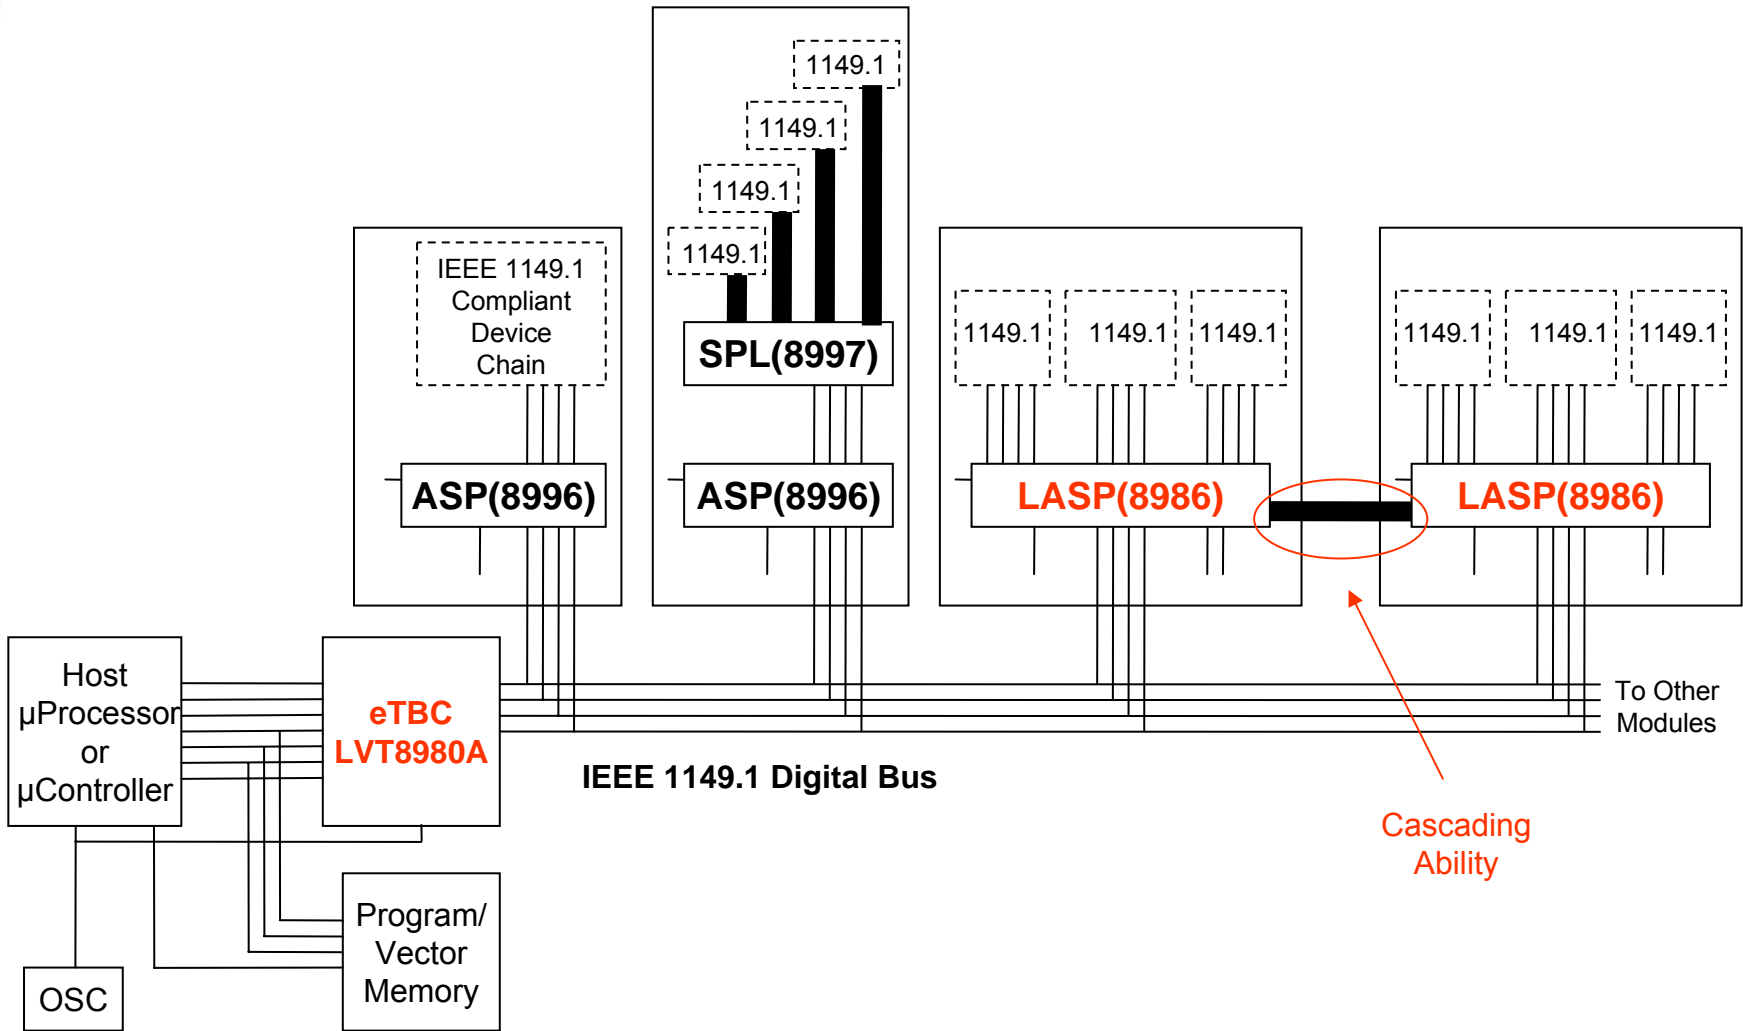 1149.1
1149.1
1149.1
1149.1
IEEE 1149.1
Compliant
Device
Chain
SPL(8997)
1149.1
1149.1
1149.1
1149.1
1149.1
1149.1
ASP(8996)
ASP(8996)
LASP(8986)
LASP(8986)
Host
µProcessor
or
µController
eTBC
LVT8980A
To Other
Modules
IEEE 1149.1 Digital Bus
Cascading
Ability
Program/
Vector
Memory
OSC